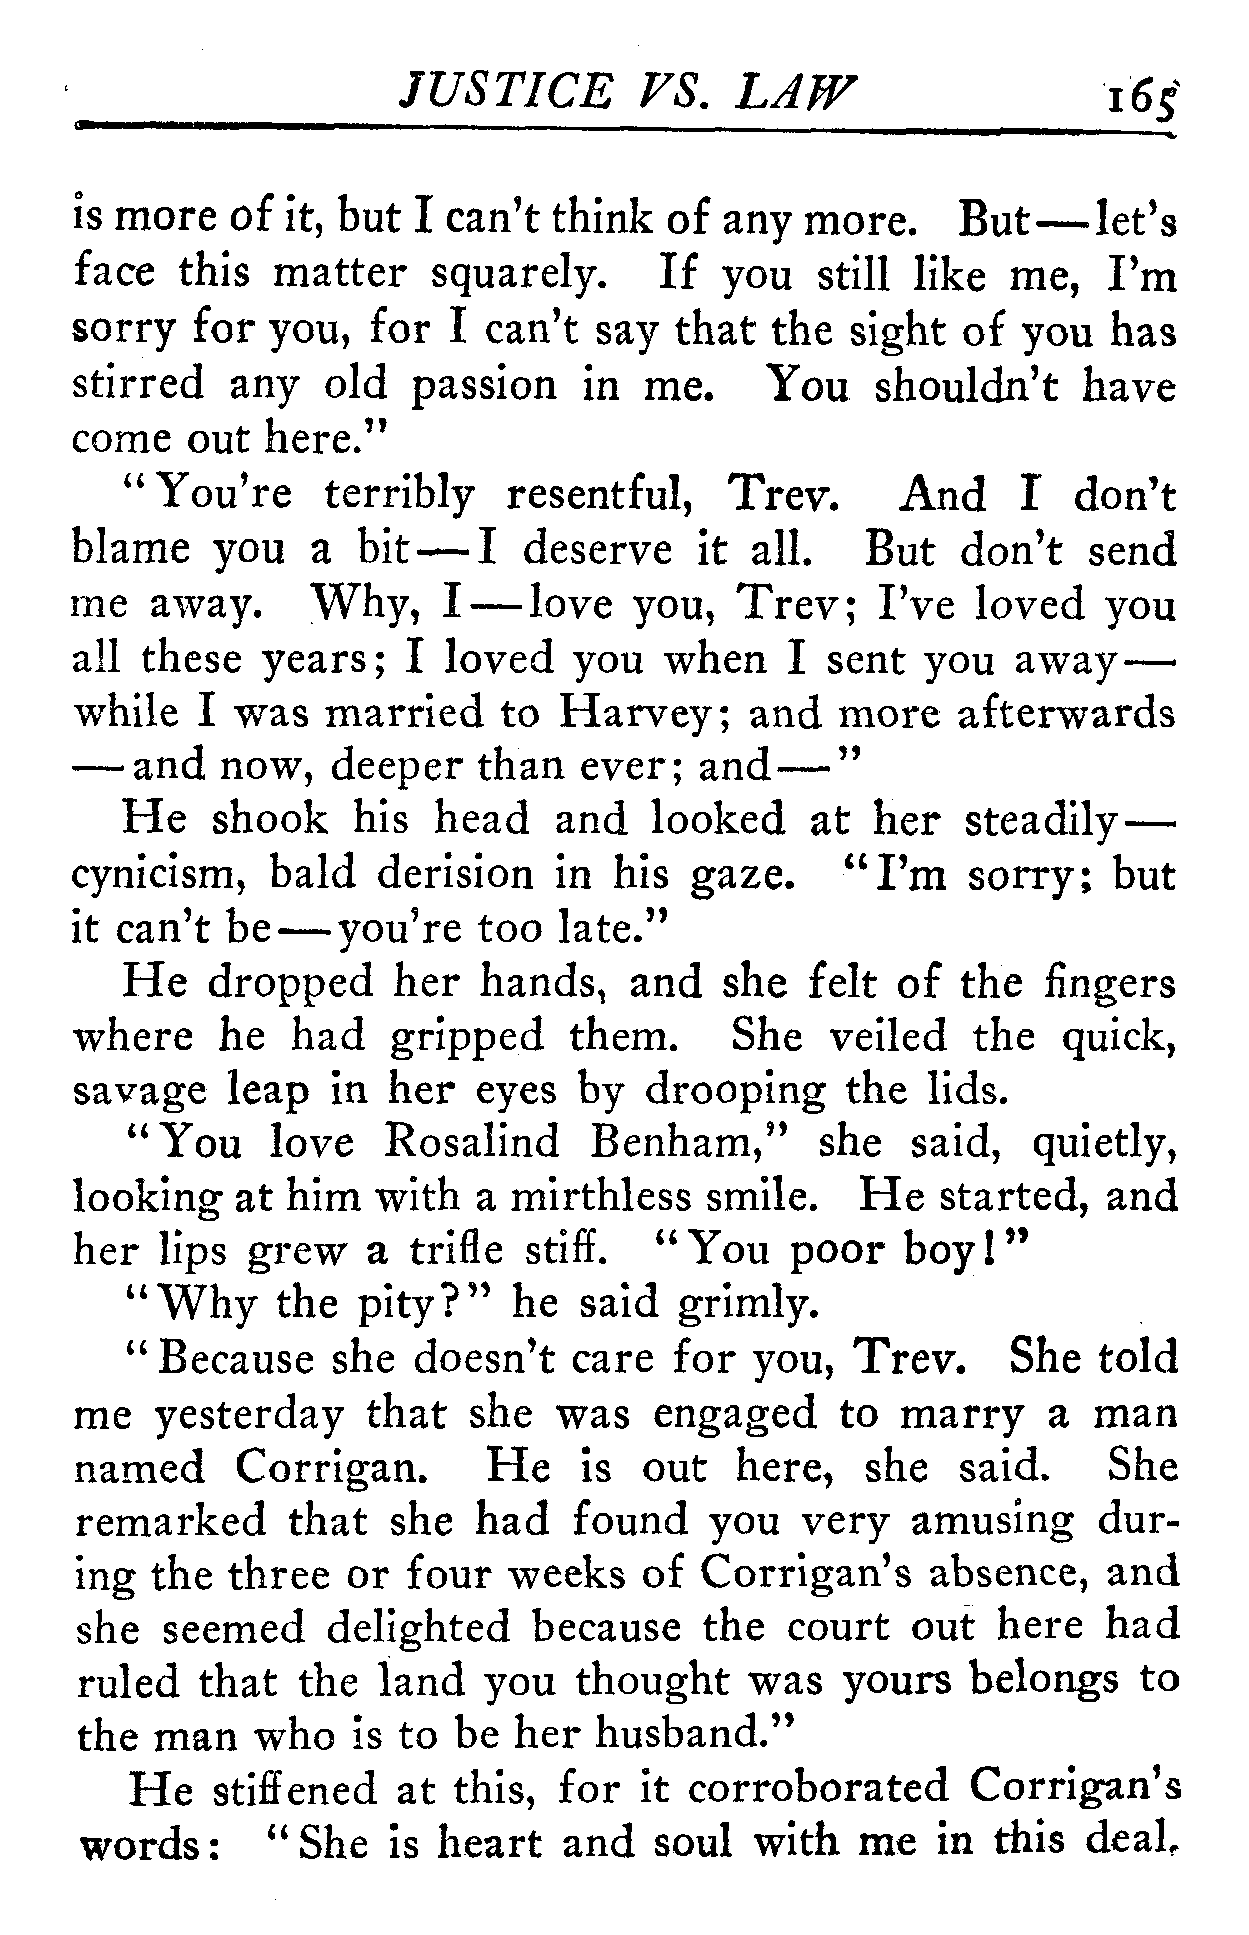 JUSTICE VS. LAW 165
is more of it, but I can't think of any more. But—let's
face this matter squarely. If you still like me, I'm
sorry for you, for I can't say that the sight of you has
stirred any old passion in me. You shouldn't have
come out here."
"You're terribly resentful, Trev. And I don't
blame you a bit—I deserve it all. But don't send
me away. Why, I—love you, Trev; I've loved you
all these years; I loved you when I sent you away—
while I was married to Harvey; and more afterwards
—and now, deeper than ever; and—"
He shook his head and looked at her steadily—
cynicism, bald derision in his gaze. "I'm sorry; but
it can't be—you're too late."
He dropped her hands, and she felt of the fingers
where he had gripped them. She veiled the quick,
savage leap in her eyes by drooping the lids.
"You love Rosalind Benham," she said, quietly,
looking at him with a mirthless smile. He started, and
her lips grew a trifle stiff. "You poor boy!"
"Why the pity?" he said grimly.
"Because she doesn't care for you, Trev. She told
me yesterday that she was engaged to marry a man
named Corrigan. He is out here, she said. She
remarked that she had found you very amusing dur-
ing the three or four weeks of Corrigan's absence, and
she seemed delighted because the court out here had
ruled that the land you thought was yours belongs to
the man who is to be her husband."
He stiffened at this, for it corroborated Corrigan's
words: "She is heart and soul with me in this deal,